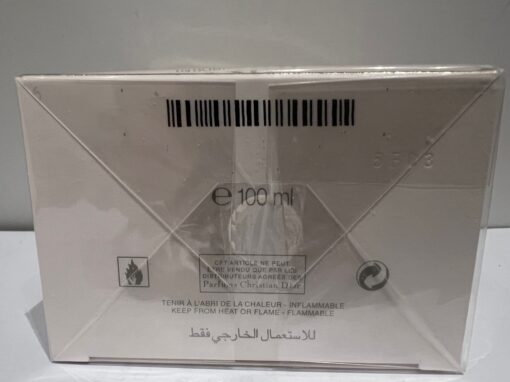 ℮ 100 ml
CET ARTICLE NE PEUT
ÊTRE VENDU QUE PAR LES
DISTRIBUTEURS AGRÉÉS DES
Parfums Christian Dior
TENIR À L'ABRI DE LA CHALEUR - INFLAMMABLE
KEEP FROM HEAT OR FLAME - FLAMMABLE
للاستعمال الخارجي فقط